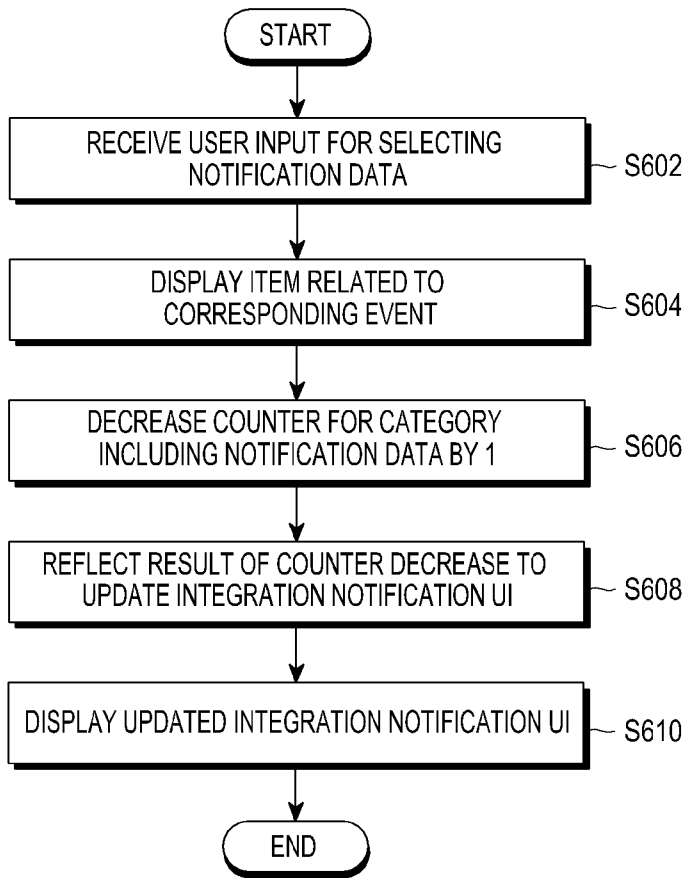 START
RECEIVE USER INPUT FOR SELECTING
NOTIFICATION DATA
S602
DISPLAY ITEM RELATED TO
CORRESPONDING EVENT
S604
DECREASE COUNTER FOR CATEGORY
INCLUDING NOTIFICATION DATA BY 1
S606
REFLECT RESULT OF COUNTER DECREASE TO
UPDATE INTEGRATION NOTIFICATION UI
S608
DISPLAY UPDATED INTEGRATION NOTIFICATION UI
S610
END